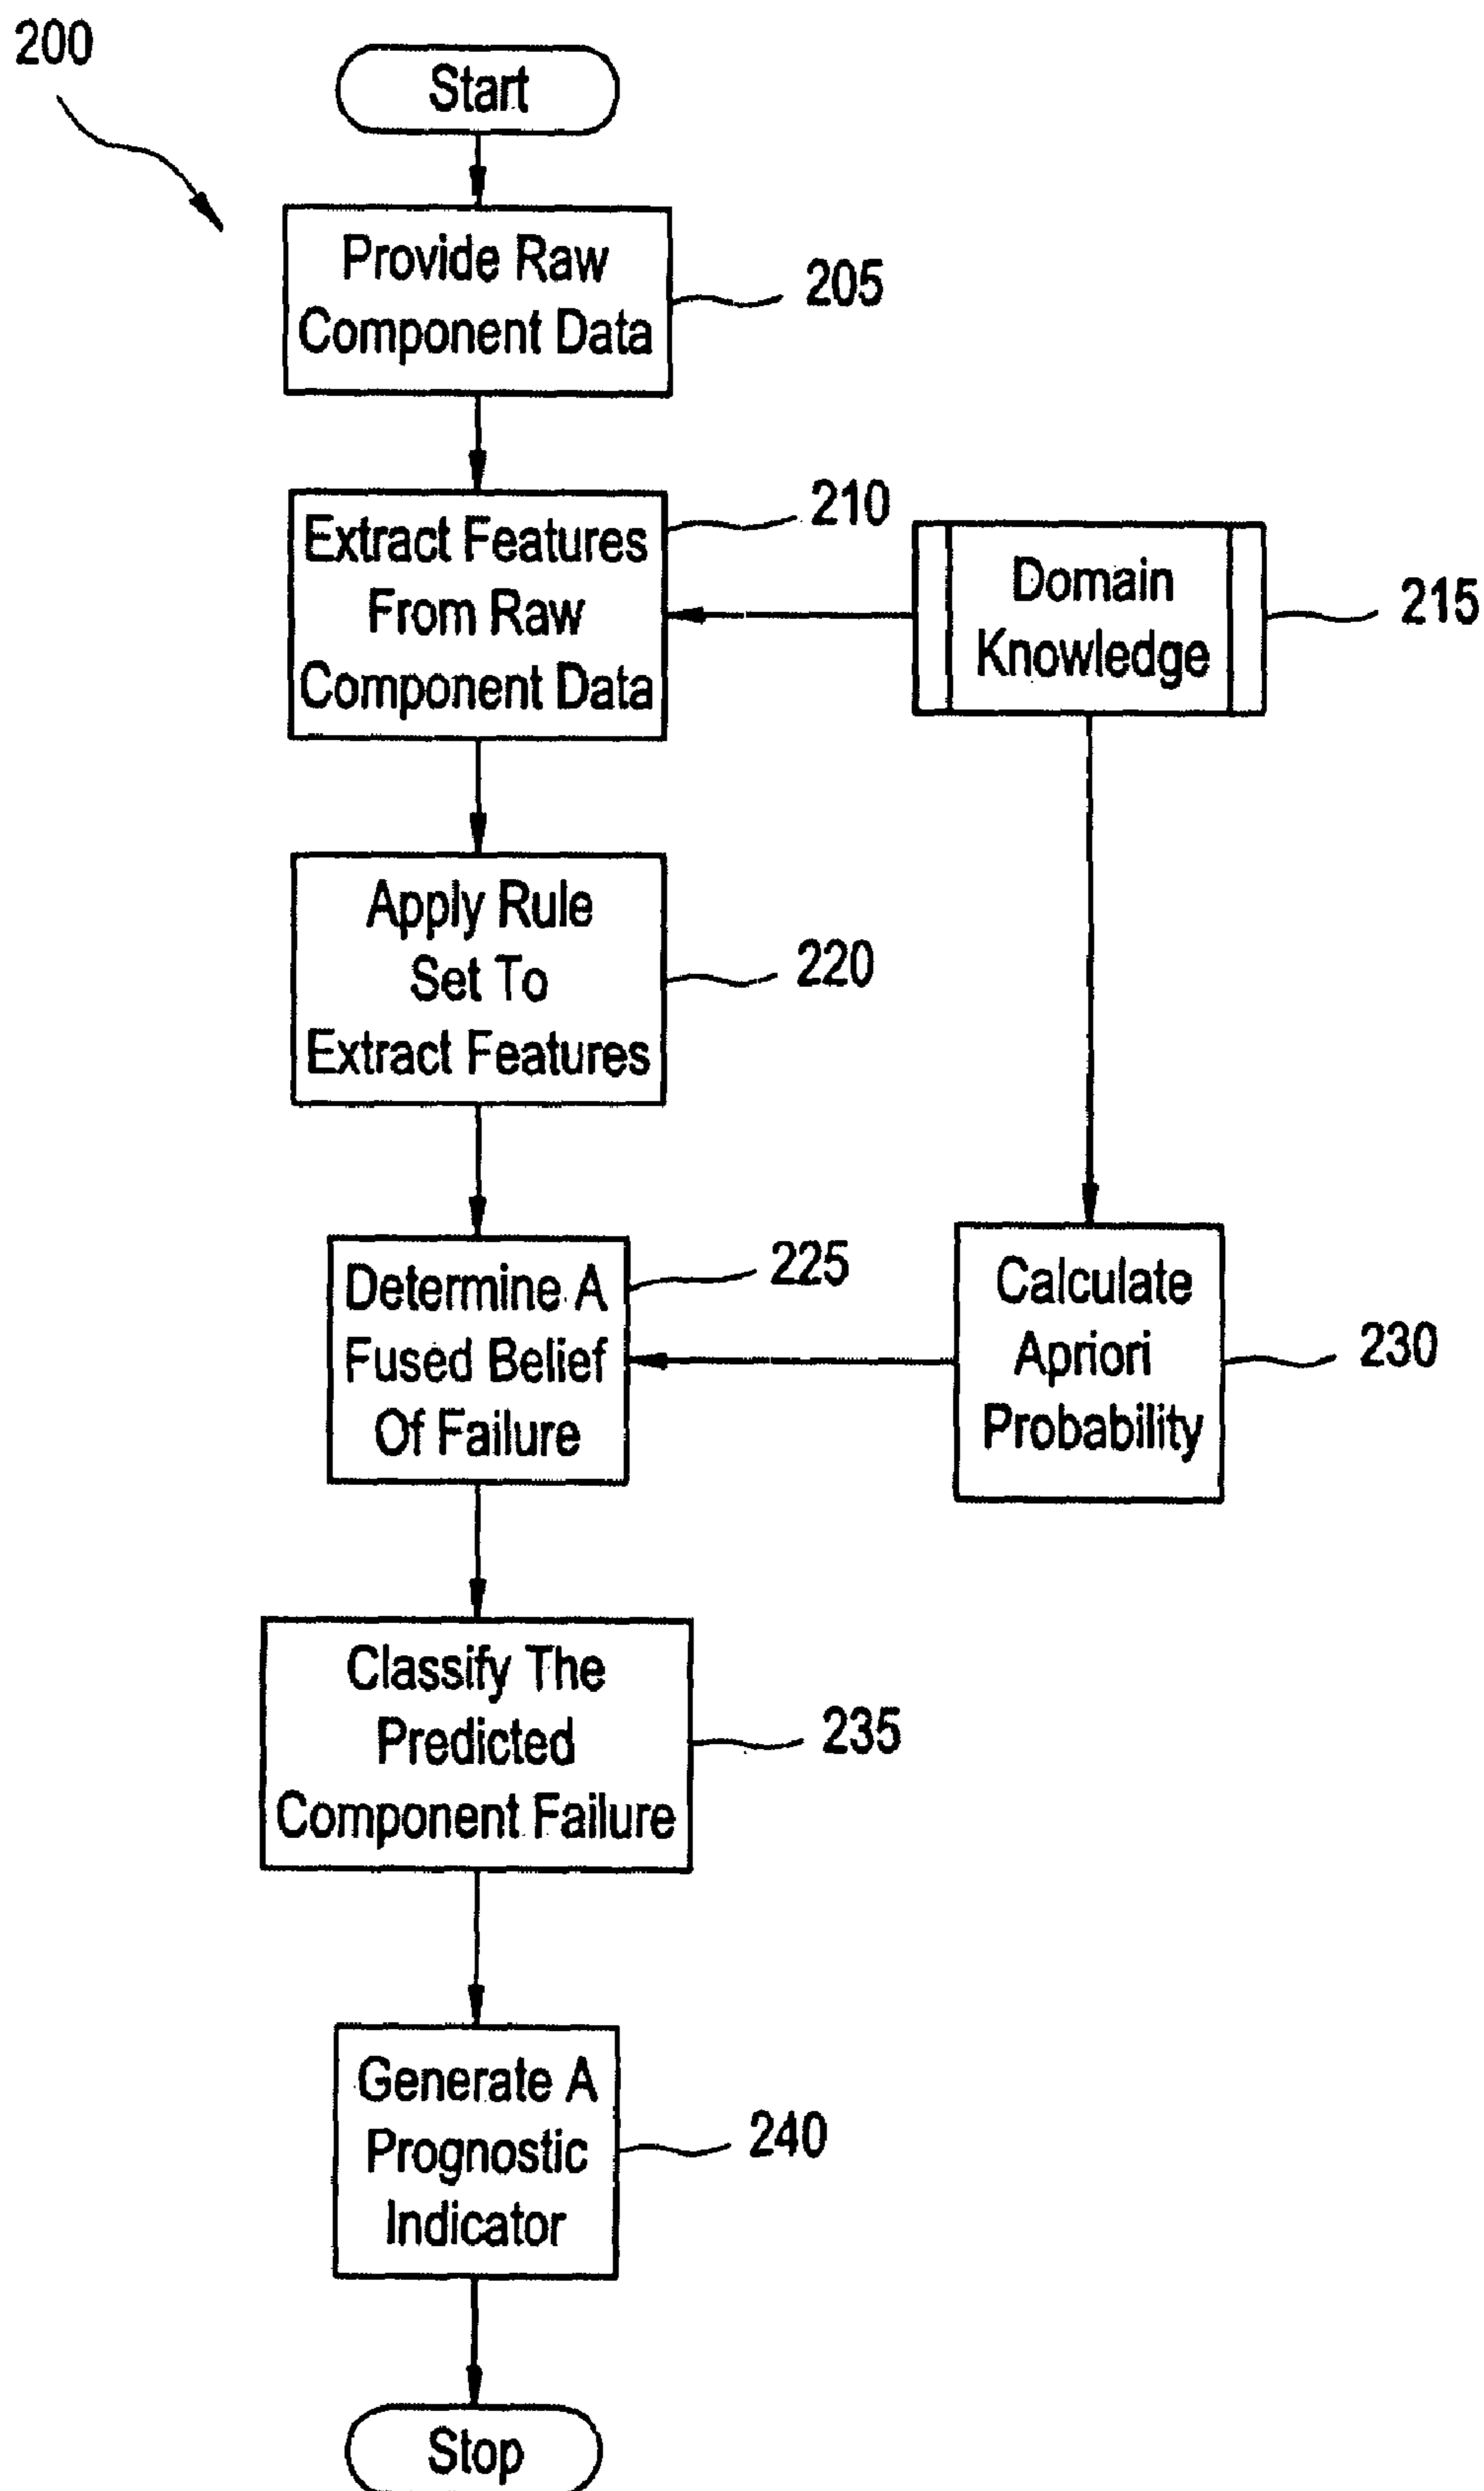 200
Start
Provide Raw
Component Data
205
Extract Features
From Raw
Component Data
210
Domain
Knowledge
215
Apply Rule
Set To
Extract Features
220
Determine A
Fused Belief
Of Failure
225
Calculate
Apriori
Probability
230
Classify The
Predicted
Component Failure
235
Generate A
Prognostic
Indicator
240
Stop